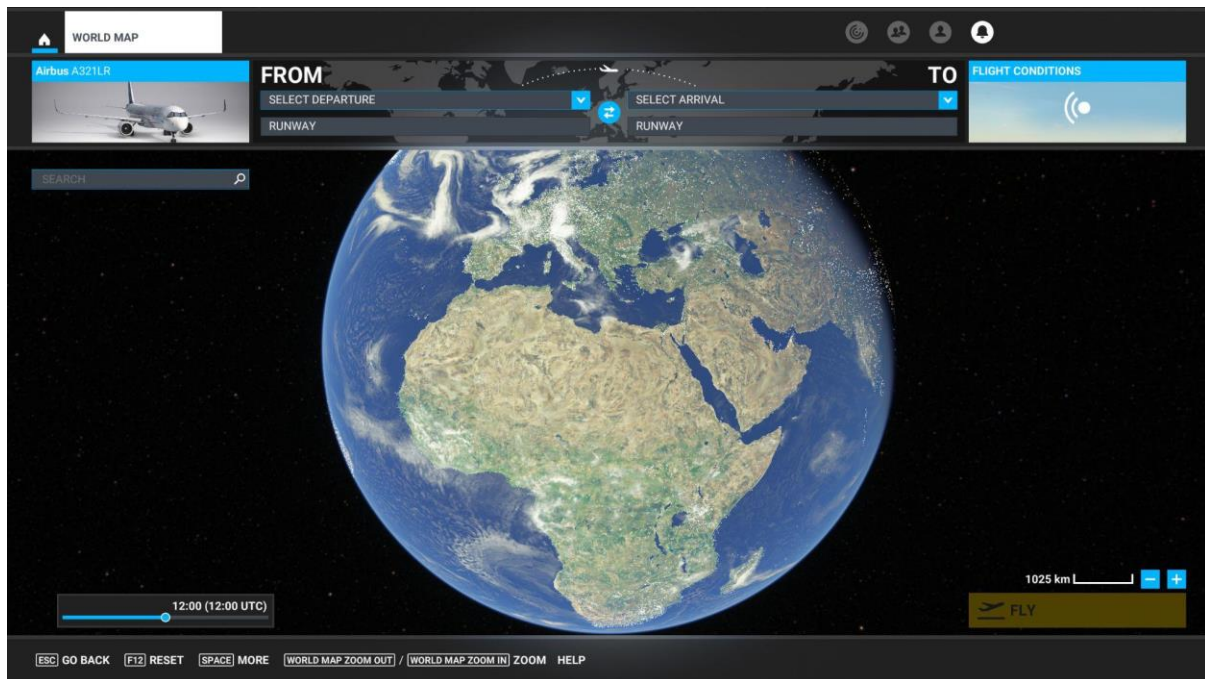 WORLD MAP
Airbus A321LR
FROM
TO
FLIGHT CONDITIONS
SELECT DEPARTURE
SELECT ARRIVAL
RUNWAY
RUNWAY
SEARCH
1025 km
12:00 (12:00 UTC)
FLY
ESC GO BACK F12 RESET SPACE MORE WORLD MAP ZOOM OUT / WORLD MAP ZOOM IN ZOOM HELP